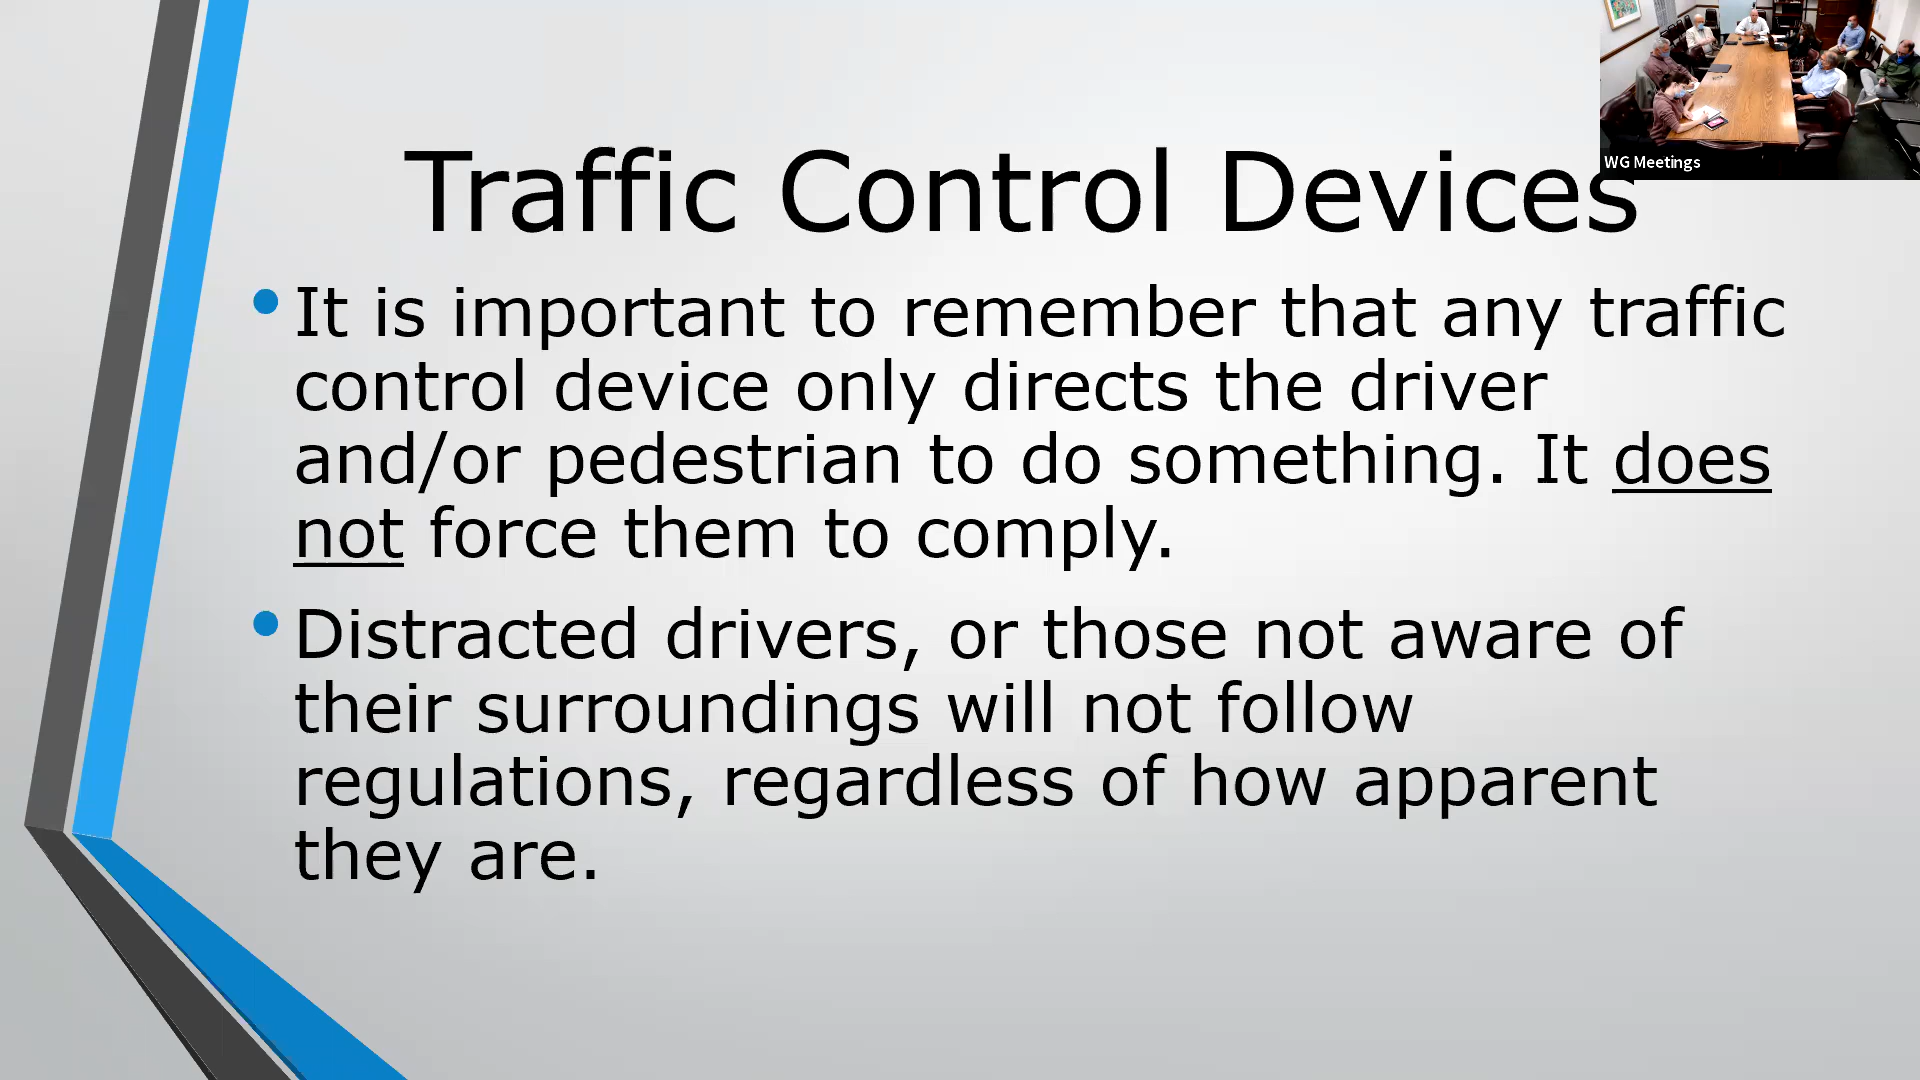 WG Meetings
Traffic Control Devices
• It is important to remember that any traffic
control device only directs the driver
and/or pedestrian to do something. It does
not force them to comply.
• Distracted drivers, or those not aware of
their surroundings will not follow
regulations, regardless of how apparent
they are.